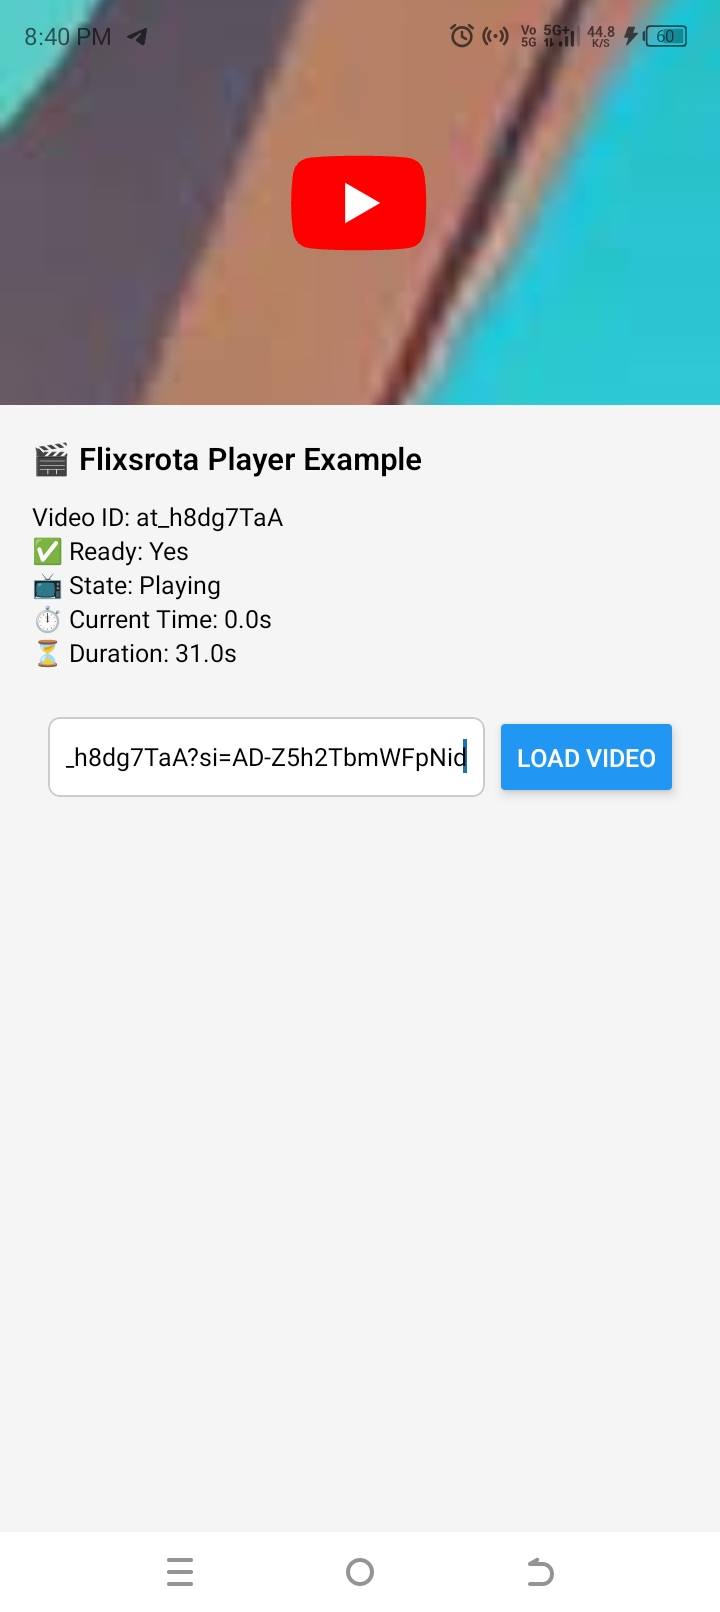 8:40 PM
Vo 5G 5G+ 44.8 K/S 60
🎬 Flixsrota Player Example
Video ID: at_h8dg7TaA
✅ Ready: Yes
📺 State: Playing
⏱️ Current Time: 0.0s
⏳ Duration: 31.0s
_h8dg7TaA?si=AD-Z5h2TbmWFpNid
LOAD VIDEO